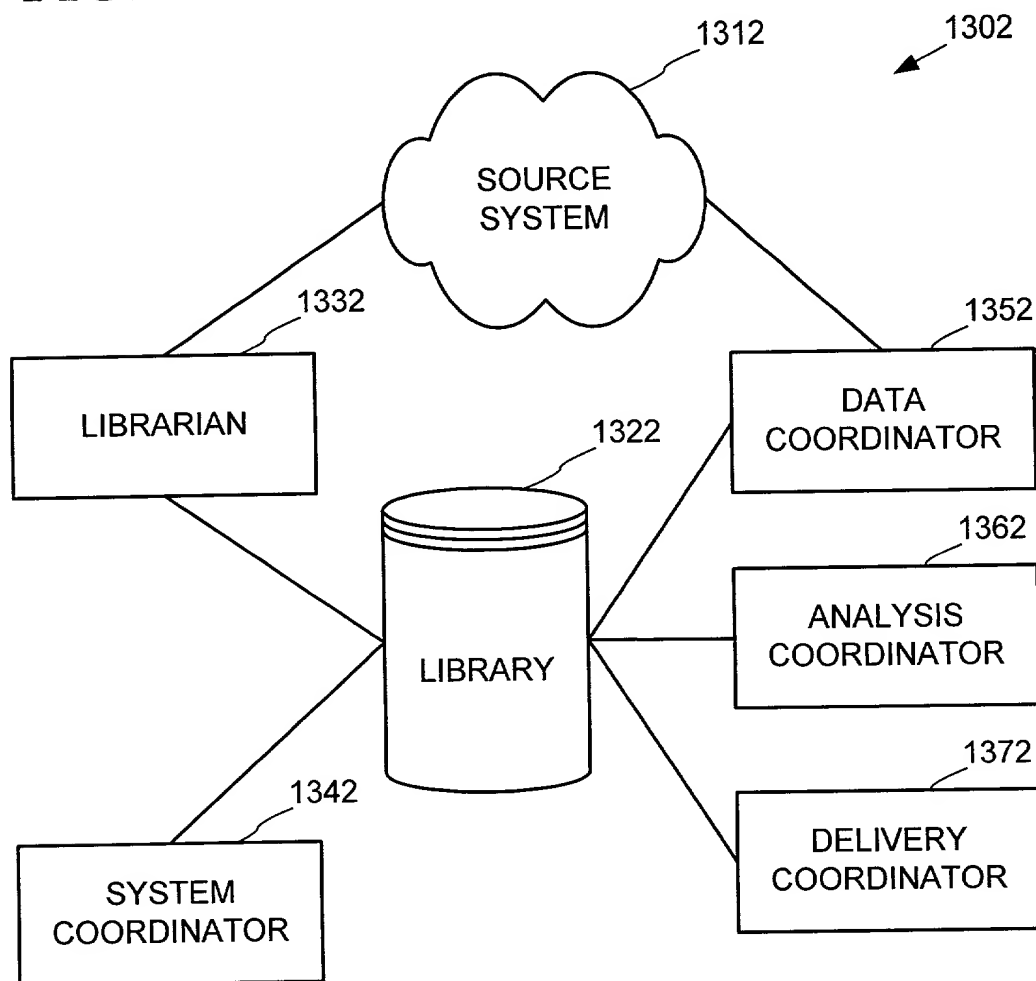 1312
1302
SOURCE
SYSTEM
1332
1352
LIBRARIAN
DATA
COORDINATOR
1322
1362
ANALYSIS
COORDINATOR
LIBRARY
1372
1342
DELIVERY
COORDINATOR
SYSTEM
COORDINATOR